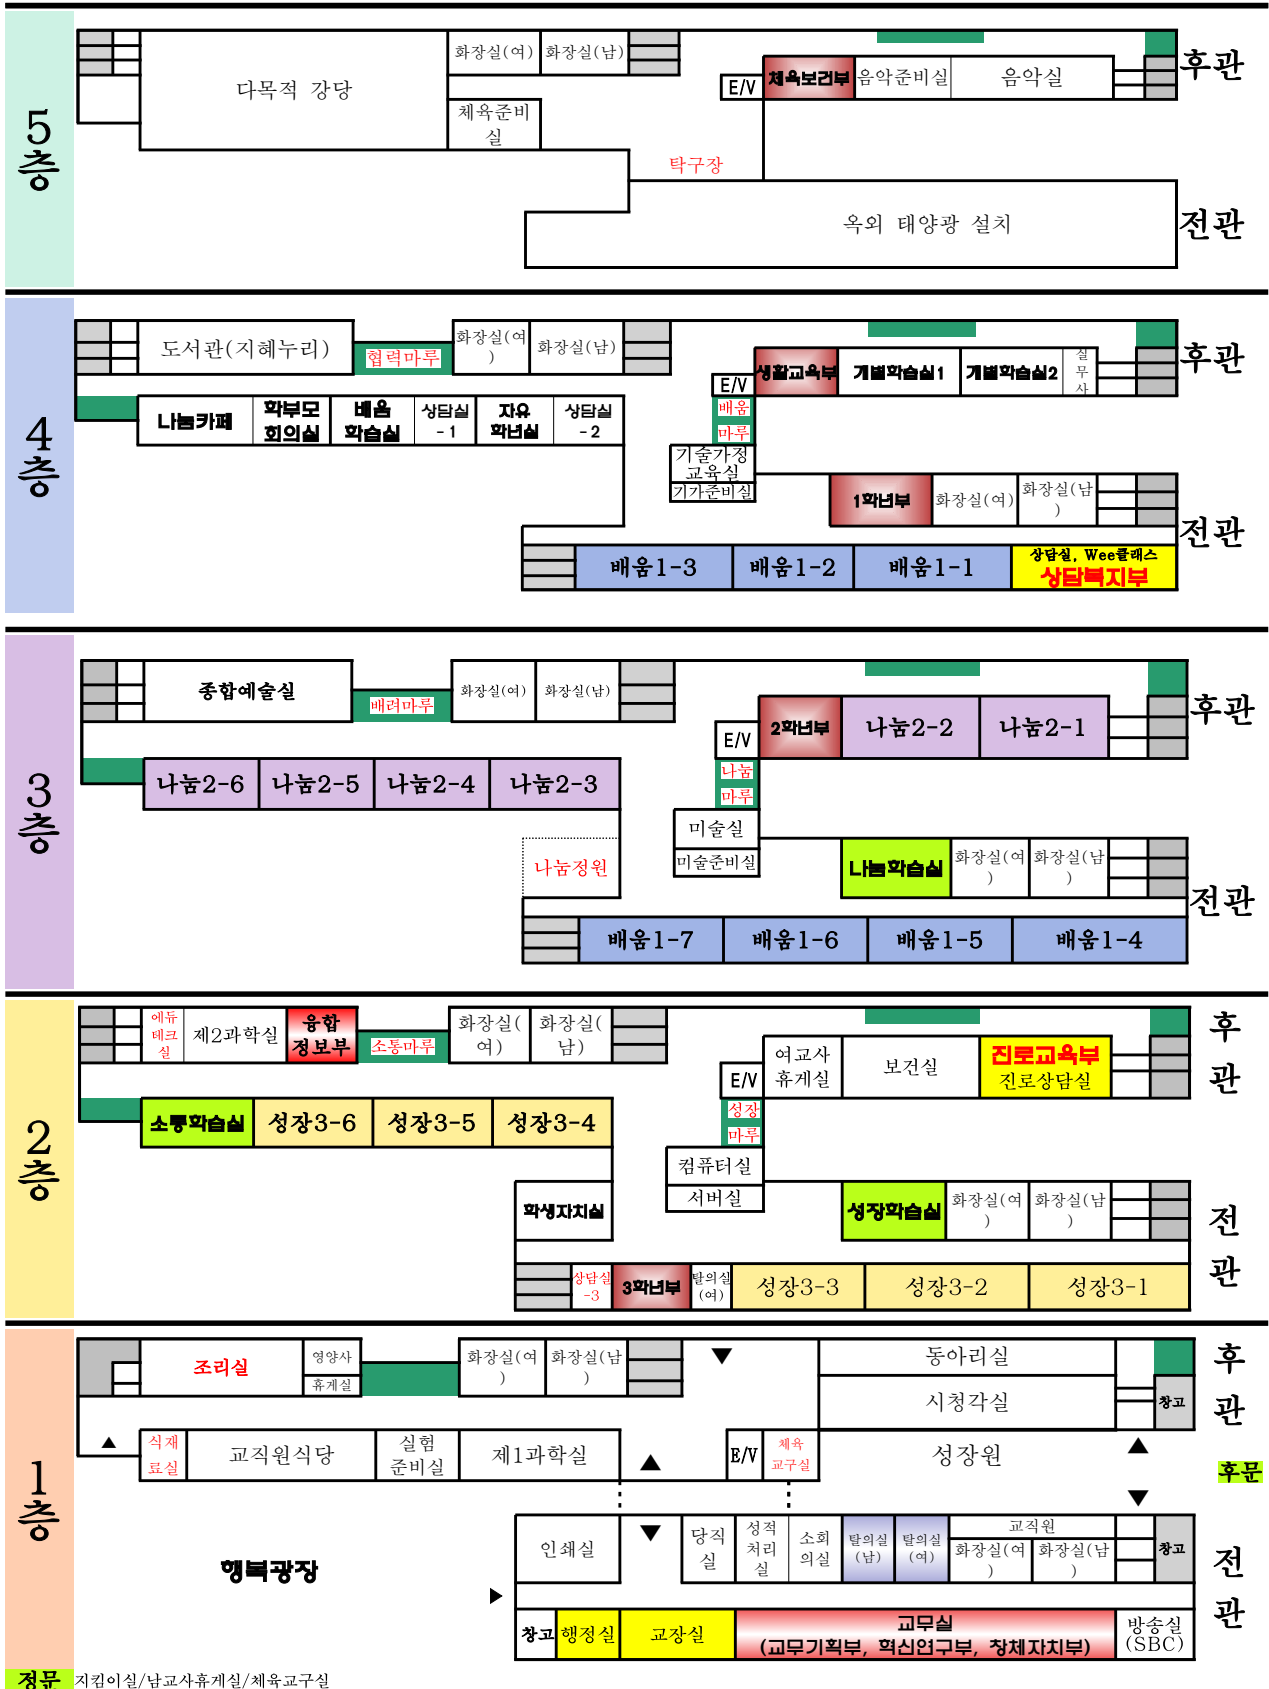 5층
다목적 강당
화장실(여)
화장실(남)
체육준비
실
E/V
체육보건부
음악준비실
음악실
후관
탁구장
옥외 태양광 설치
전관
4층
도서관(지혜누리)
협력마루
화장실(여
)
화장실(남)
나눔카페
학부모
회의실
배움
학습실
상담실
-1
자유
학년실
상담실
-2
E/V
생활교육부
개별학습실1
개별학습실2
실
무
사
후관
배움
마루
기술가정
교육실
기가준비실
1학년부
화장실(여)
화장실(남
)
전관
배움1-3
배움1-2
배움1-1
상담실, Wee클래스
상담복지부
3층
종합예술실
배려마루
화장실(여)
화장실(남)
E/V
2학년부
나눔2-2
나눔2-1
후관
나눔2-6
나눔2-5
나눔2-4
나눔2-3
나눔
마루
미술실
미술준비실
나눔정원
나눔학습실
화장실(여
)
화장실(남
)
전관
배움1-7
배움1-6
배움1-5
배움1-4
2층
에듀
테크
실
제2과학실
융합
정보부
소통마루
화장실(
여)
화장실(
남)
E/V
여교사
휴게실
보건실
진로교육부
진로상담실
후
관
소통학습실
성장3-6
성장3-5
성장3-4
성장
마루
컴퓨터실
서버실
학생자치실
성장학습실
화장실(여
)
화장실(남
)
전
관
상담실
-3
3학년부
탈의실
(여)
성장3-3
성장3-2
성장3-1
1층
조리실
영양사
휴게실
화장실(여
)
화장실(남
)
동아리실
시청각실
창고
후
관
식재
료실
교직원식당
실험
준비실
제1과학실
E/V
체육
교구실
성장원
후문
인쇄실
당직
실
성적
처리
실
소회
의실
탈의실
(남)
탈의실
(여)
교직원
화장실(여
)
화장실(남
)
창고
전
관
행복광장
창고
행정실
교장실
교무실
(교무기획부, 혁신연구부, 창체자치부)
방송실
(SBC)
정문 지킴이실/남교사휴게실/체육교구실